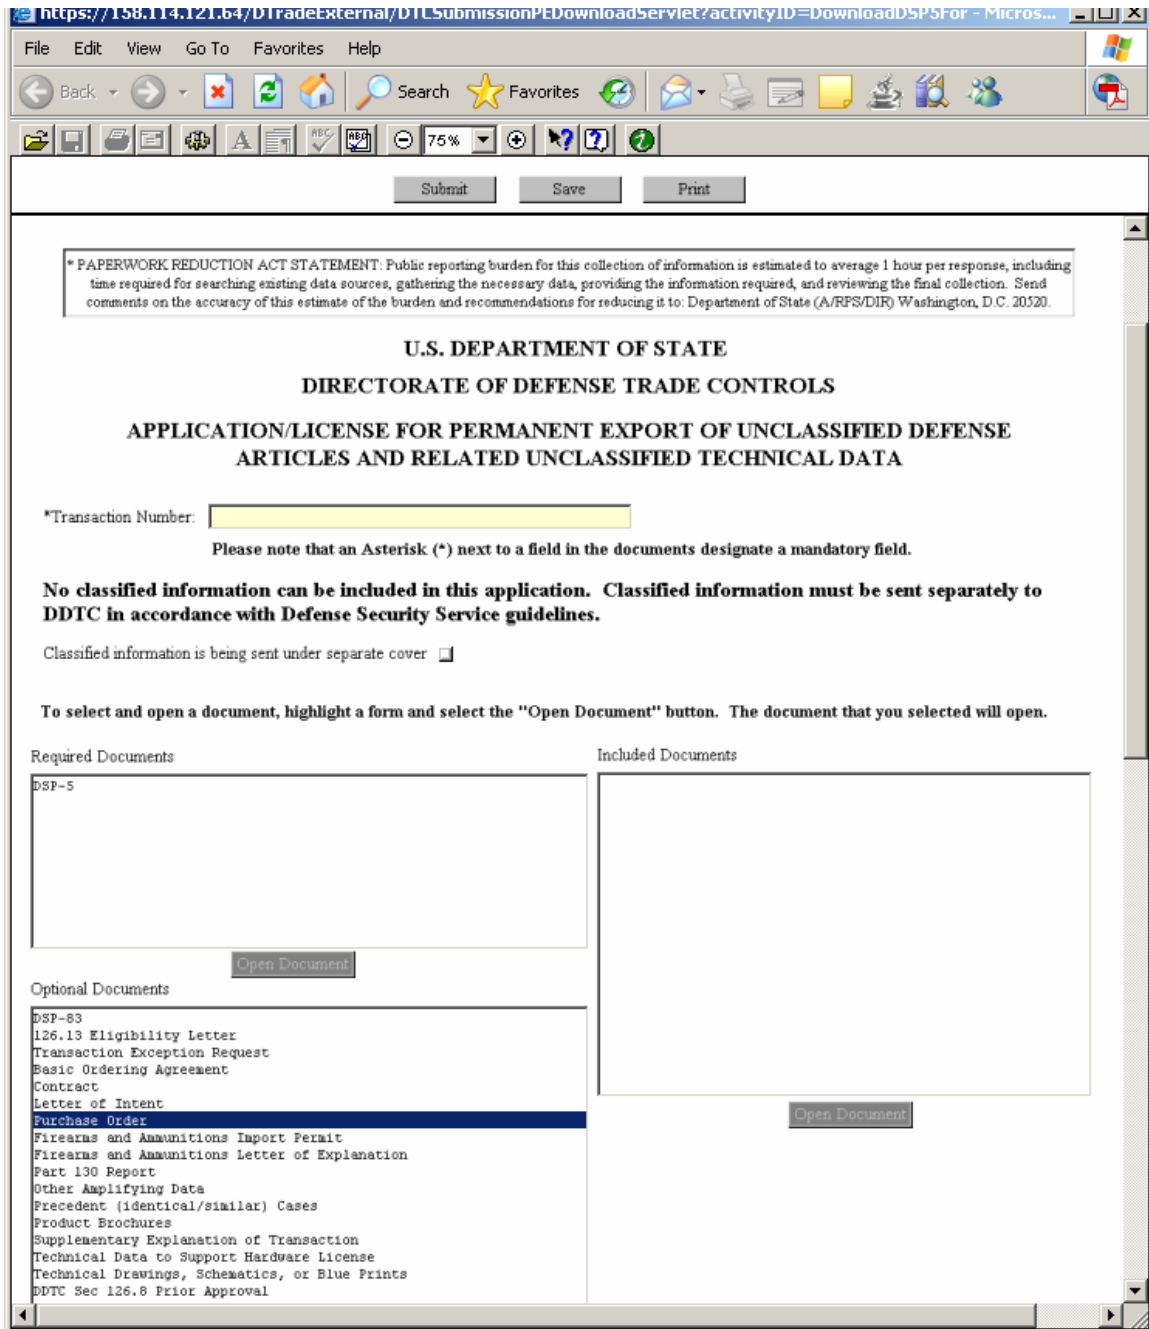 https://158.114.121.64/DTradeExternal/DTCSubmissionPEDownloadServlet?activityID=DownloadDSP5For - Micros...
File Edit View Go To Favorites Help
Back Search Favorites
75%
Submit Save Print
* PAPERWORK REDUCTION ACT STATEMENT: Public reporting burden for this collection of information is estimated to average 1 hour per response, including
time required for searching existing data sources, gathering the necessary data, providing the information required, and reviewing the final collection. Send
comments on the accuracy of this estimate of the burden and recommendations for reducing it to: Department of State (A/RPS/DIR) Washington, D.C. 20520.
U.S. DEPARTMENT OF STATE
DIRECTORATE OF DEFENSE TRADE CONTROLS
APPLICATION/LICENSE FOR PERMANENT EXPORT OF UNCLASSIFIED DEFENSE
ARTICLES AND RELATED UNCLASSIFIED TECHNICAL DATA
*Transaction Number:
Please note that an Asterisk (*) next to a field in the documents designate a mandatory field.
No classified information can be included in this application. Classified information must be sent separately to
DDTC in accordance with Defense Security Service guidelines.
Classified information is being sent under separate cover
To select and open a document, highlight a form and select the "Open Document" button. The document that you selected will open.
Required Documents
DSP-5
Open Document
Optional Documents
DSP-83
126.13 Eligibility Letter
Transaction Exception Request
Basic Ordering Agreement
Contract
Letter of Intent
Purchase Order
Firearms and Ammunitions Import Permit
Firearms and Ammunitions Letter of Explanation
Part 130 Report
Other Amplifying Data
Precedent (identical/similar) Cases
Product Brochures
Supplementary Explanation of Transaction
Technical Data to Support Hardware License
Technical Drawings, Schematics, or Blue Prints
DDTC Sec 126.8 Prior Approval
Included Documents
Open Document